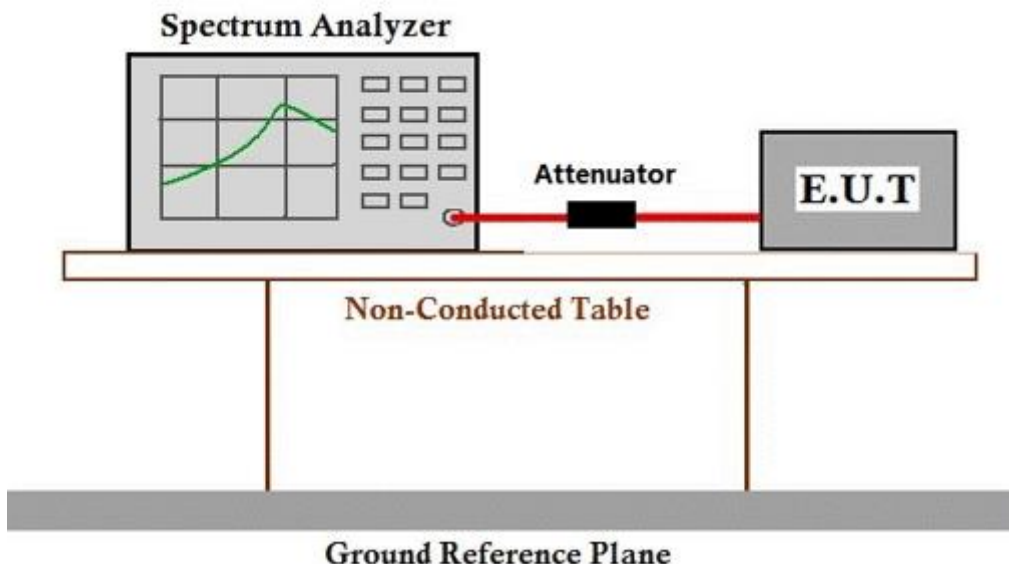 Spectrum Analyzer
Attenuator
E.U.T
Non-Conducted Table
Ground Reference Plane